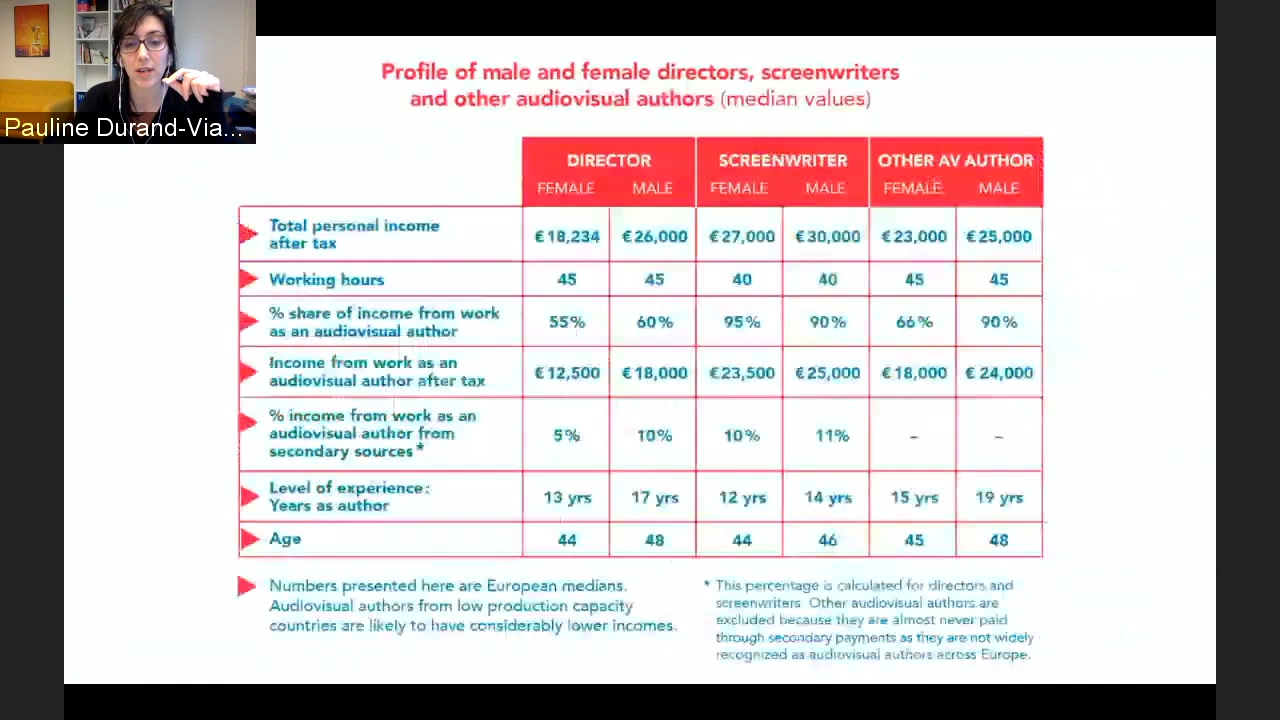 Pauline Durand-Via...
Profile of male and female directors, screenwriters
and other audiovisual authors (median values)
DIRECTOR SCREENWRITER OTHER AV AUTHOR
FEMALE MALE FEMALE MALE FEMALE MALE
Total personal income
after tax
€18,234 €26,000 €27,000 €30,000 €23,000 €25,000
Working hours 45 45 40 40 45 45
% share of income from work
as an audiovisual author
55% 60% 95% 90% 66% 90%
Income from work as an
audiovisual author after tax
€12,500 €18,000 €23,500 €25,000 €18,000 €24,000
% income from work as an
audiovisual author from
secondary sources *
5% 10% 10% 11% – –
Level of experience:
Years as author
13 yrs 17 yrs 12 yrs 14 yrs 15 yrs 19 yrs
Age 44 48 44 46 45 48
Numbers presented here are European medians.
Audiovisual authors from low production capacity
countries are likely to have considerably lower incomes.
* This percentage is calculated for directors and
screenwriters. Other audiovisual authors are
excluded because they are almost never paid
through secondary payments as they are not widely
recognized as audiovisual authors across Europe.